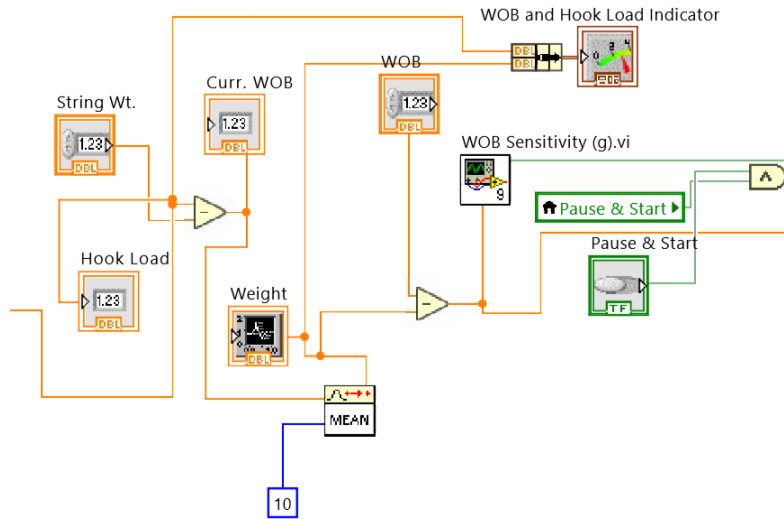 WOB and Hook Load Indicator
DBL
DBL
WOB
Curr. WOB
1.23
DBL
1.23
DBL
String Wt.
1.23
DBL
WOB Sensitivity (g).vi
g
Pause & Start
Pause & Start
TF
Hook Load
1.23
DBL
Weight
DBL
MEAN
10